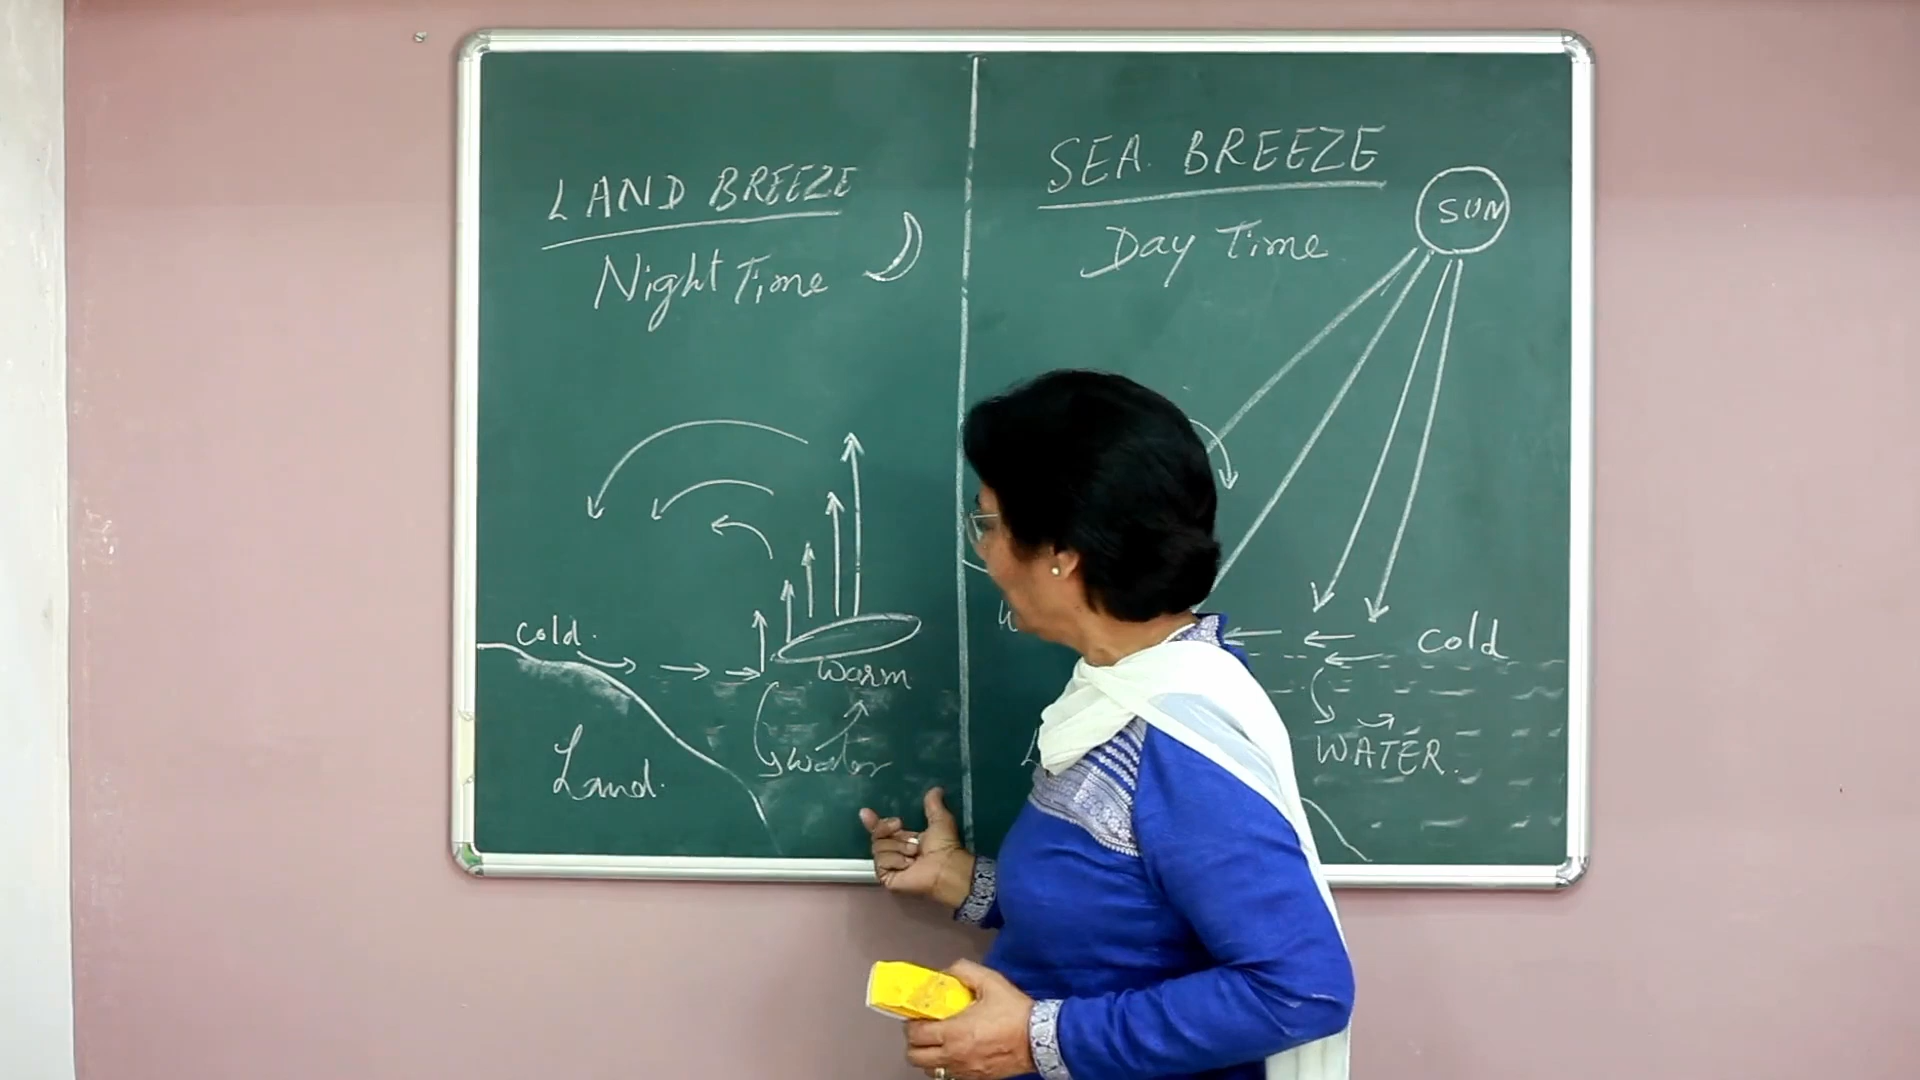 LAND BREEZE
Night Time
cold.
warm
Land.
water
SEA BREEZE
SUN
Day Time
cold
WATER.